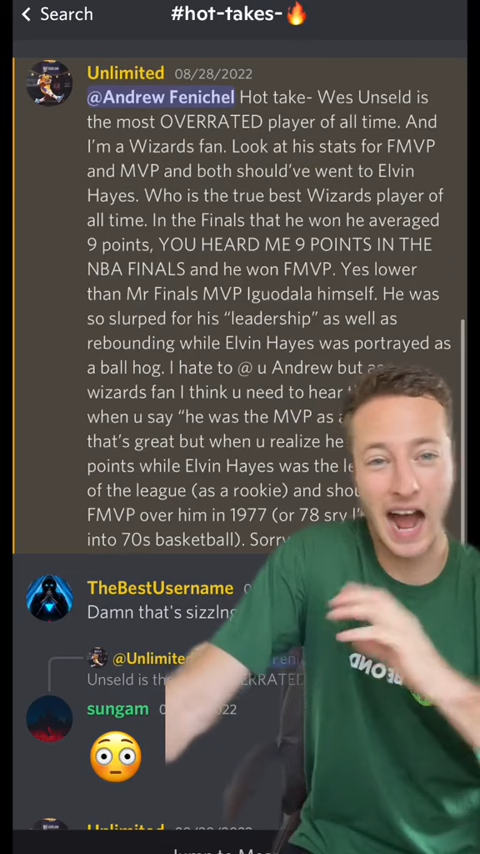 Search
#hot-takes-🔥
Unlimited 08/28/2022
@Andrew Fenichel Hot take- Wes Unseld is
the most OVERRATED player of all time. And
I'm a Wizards fan. Look at his stats for FMVP
and MVP and both should've went to Elvin
Hayes. Who is the true best Wizards player of
all time. In the Finals that he won he averaged
9 points, YOU HEARD ME 9 POINTS IN THE
NBA FINALS and he won FMVP. Yes lower
than Mr Finals MVP Iguodala himself. He was
so slurped for his “leadership” as well as
rebounding while Elvin Hayes was portrayed as
a ball hog. I hate to @ u Andrew but as
wizards fan I think u need to hear
when u say “he was the MVP as a
that's great but when u realize he
points while Elvin Hayes was the
of the league (as a rookie) and
FMVP over him in 1977 (or 78 sry
into 70s basketball). Sorry
TheBestUsername
Damn that's sizzlng
@Unlimited
Unseld is the OVERRATED
sungam 2022
😳
Unlimited